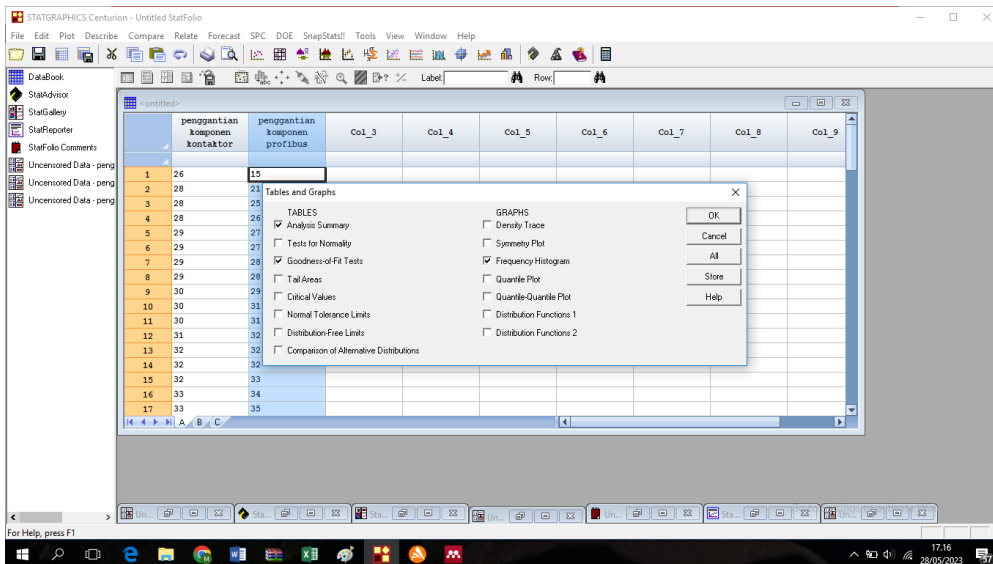 STATGRAPHICS Centurion - Untitled StatFolio
File Edit Plot Describe Compare Relate Forecast SPC DOE SnapStats!! Tools View Window Help
DataBook
Label:
Row:
StatAdvisor
StatGallery
StatReporter
StatFolio Comments
Uncensored Data - peng
Uncensored Data - peng
Uncensored Data - peng
<untitled>
penggantian komponen kontaktor
penggantian komponen profibus
Col_3 Col_4 Col_5 Col_6 Col_7 Col_8 Col_9
1 26 15
2 28 21
3 28 25
4 28 26
5 29 27
6 29 27
7 29 28
8 29 28
9 30 29
10 30 31
11 30 31
12 31 32
13 32 32
14 32 32
15 32 33
16 33 34
17 33 35
A B C
Tables and Graphs
TABLES
Analysis Summary
Tests for Normality
Goodness-of-Fit Tests
Tail Areas
Critical Values
Normal Tolerance Limits
Distribution-Free Limits
Comparison of Alternative Distributions
GRAPHS
Density Trace
Symmetry Plot
Frequency Histogram
Quantile Plot
Quantile-Quantile Plot
Distribution Functions 1
Distribution Functions 2
OK
Cancel
All
Store
Help
Un... Sta... Sta... Un... Un... Sta... Un...
For Help, press F1
17.16
28/05/2023
57